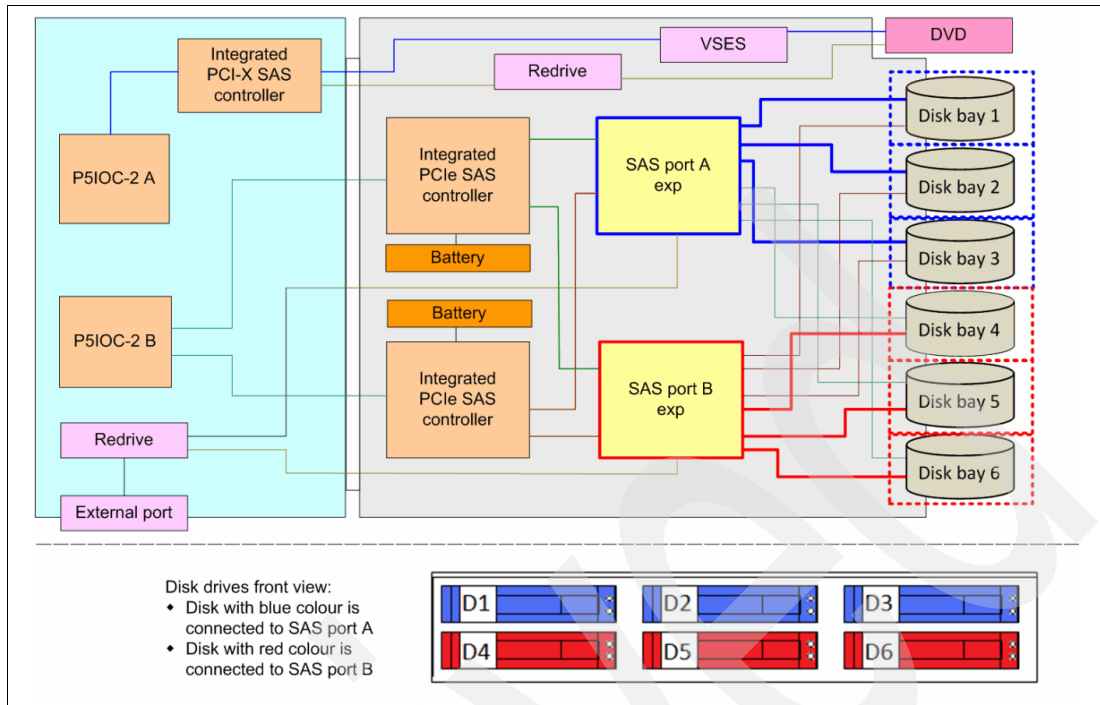 Integrated
PCI-X SAS
controller
VSES
DVD
Redrive
Disk bay 1
P5IOC-2 A
Integrated
PCIe SAS
controller
SAS port A
exp
Disk bay 2
Battery
Disk bay 3
Battery
Disk bay 4
P5IOC-2 B
Integrated
PCIe SAS
controller
SAS port B
exp
Disk bay 5
Redrive
Disk bay 6
External port
Disk drives front view:
◆ Disk with blue colour is
connected to SAS port A
◆ Disk with red colour is
connected to SAS port B
D1 D2 D3
D4 D5 D6